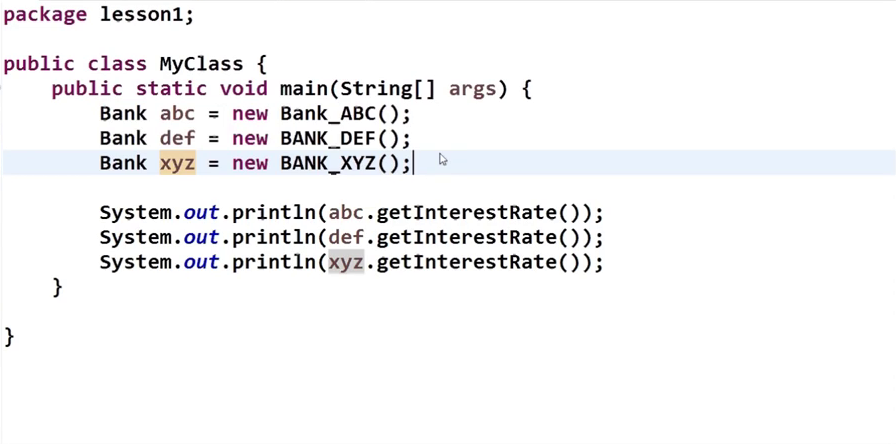 package lesson1;
public class MyClass {
public static void main(String[] args) {
Bank abc = new Bank_ABC();
Bank def = new BANK_DEF();
Bank xyz = new BANK_XYZ();
System.out.println(abc.getInterestRate());
System.out.println(def.getInterestRate());
System.out.println(xyz.getInterestRate());
}
}